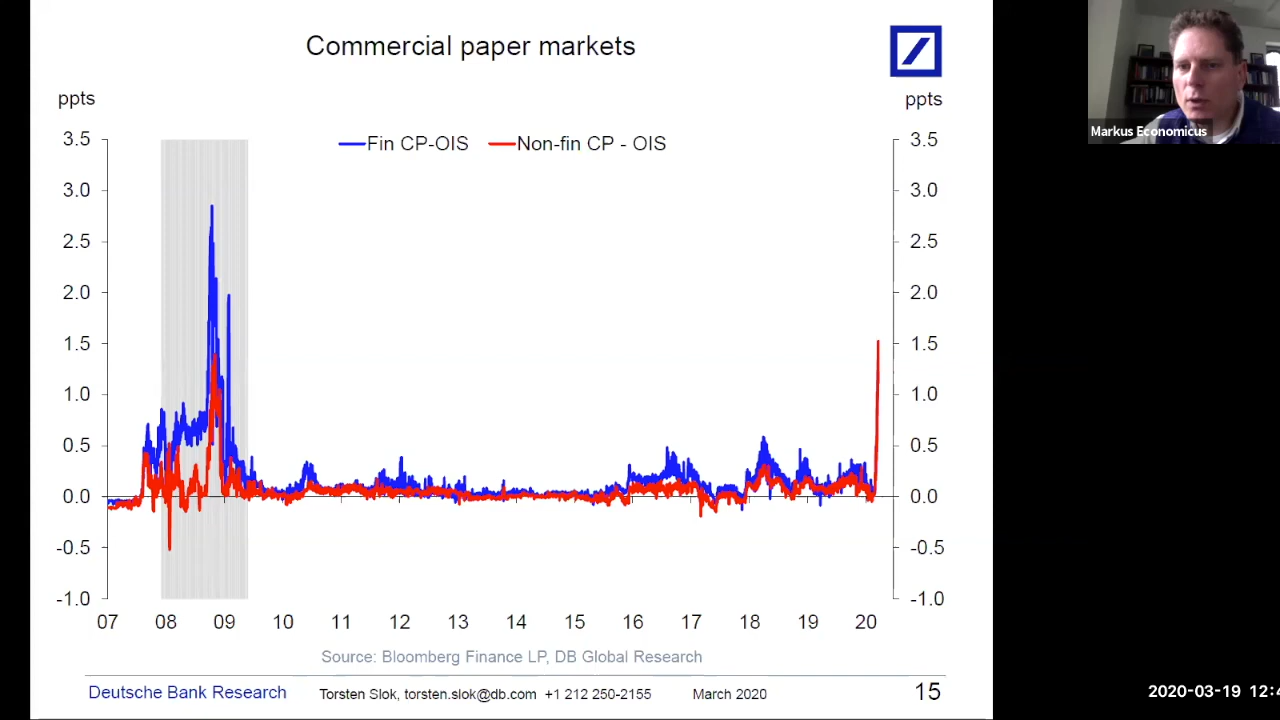 Commercial paper markets
Markus Economicus
ppts
ppts
Fin CP-OIS
Non-fin CP - OIS
3.5
3.0
2.5
2.0
1.5
1.0
0.5
0.0
-0.5
-1.0
3.5
3.0
2.5
2.0
1.5
1.0
0.5
0.0
-0.5
-1.0
07 08 09 10 11 12 13 14 15 16 17 18 19 20
Source: Bloomberg Finance LP, DB Global Research
Deutsche Bank Research Torsten Slok, torsten.slok@db.com +1 212 250-2155 March 2020 15
2020-03-19